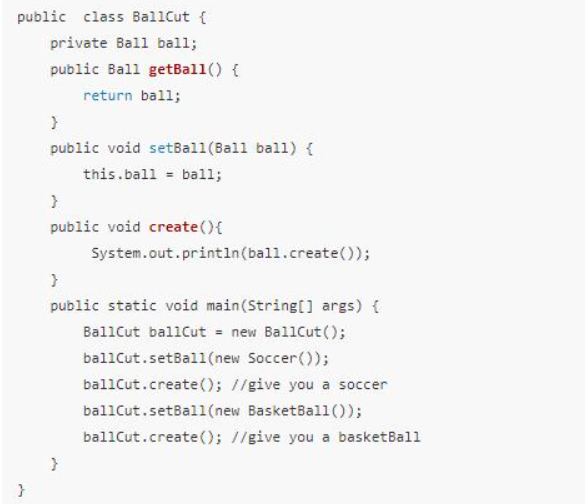 public  class BallCut {
    private Ball ball;
    public Ball getBall() {
        return ball;
    }
    public void setBall(Ball ball) {
        this.ball = ball;
    }
    public void create(){
         System.out.println(ball.create());
    }
    public static void main(String[] args) {
        BallCut ballCut = new BallCut();
        ballCut.setBall(new Soccer());
        ballCut.create(); //give you a soccer
        ballCut.setBall(new BasketBall());
        ballCut.create(); //give you a basketBall
    }
}